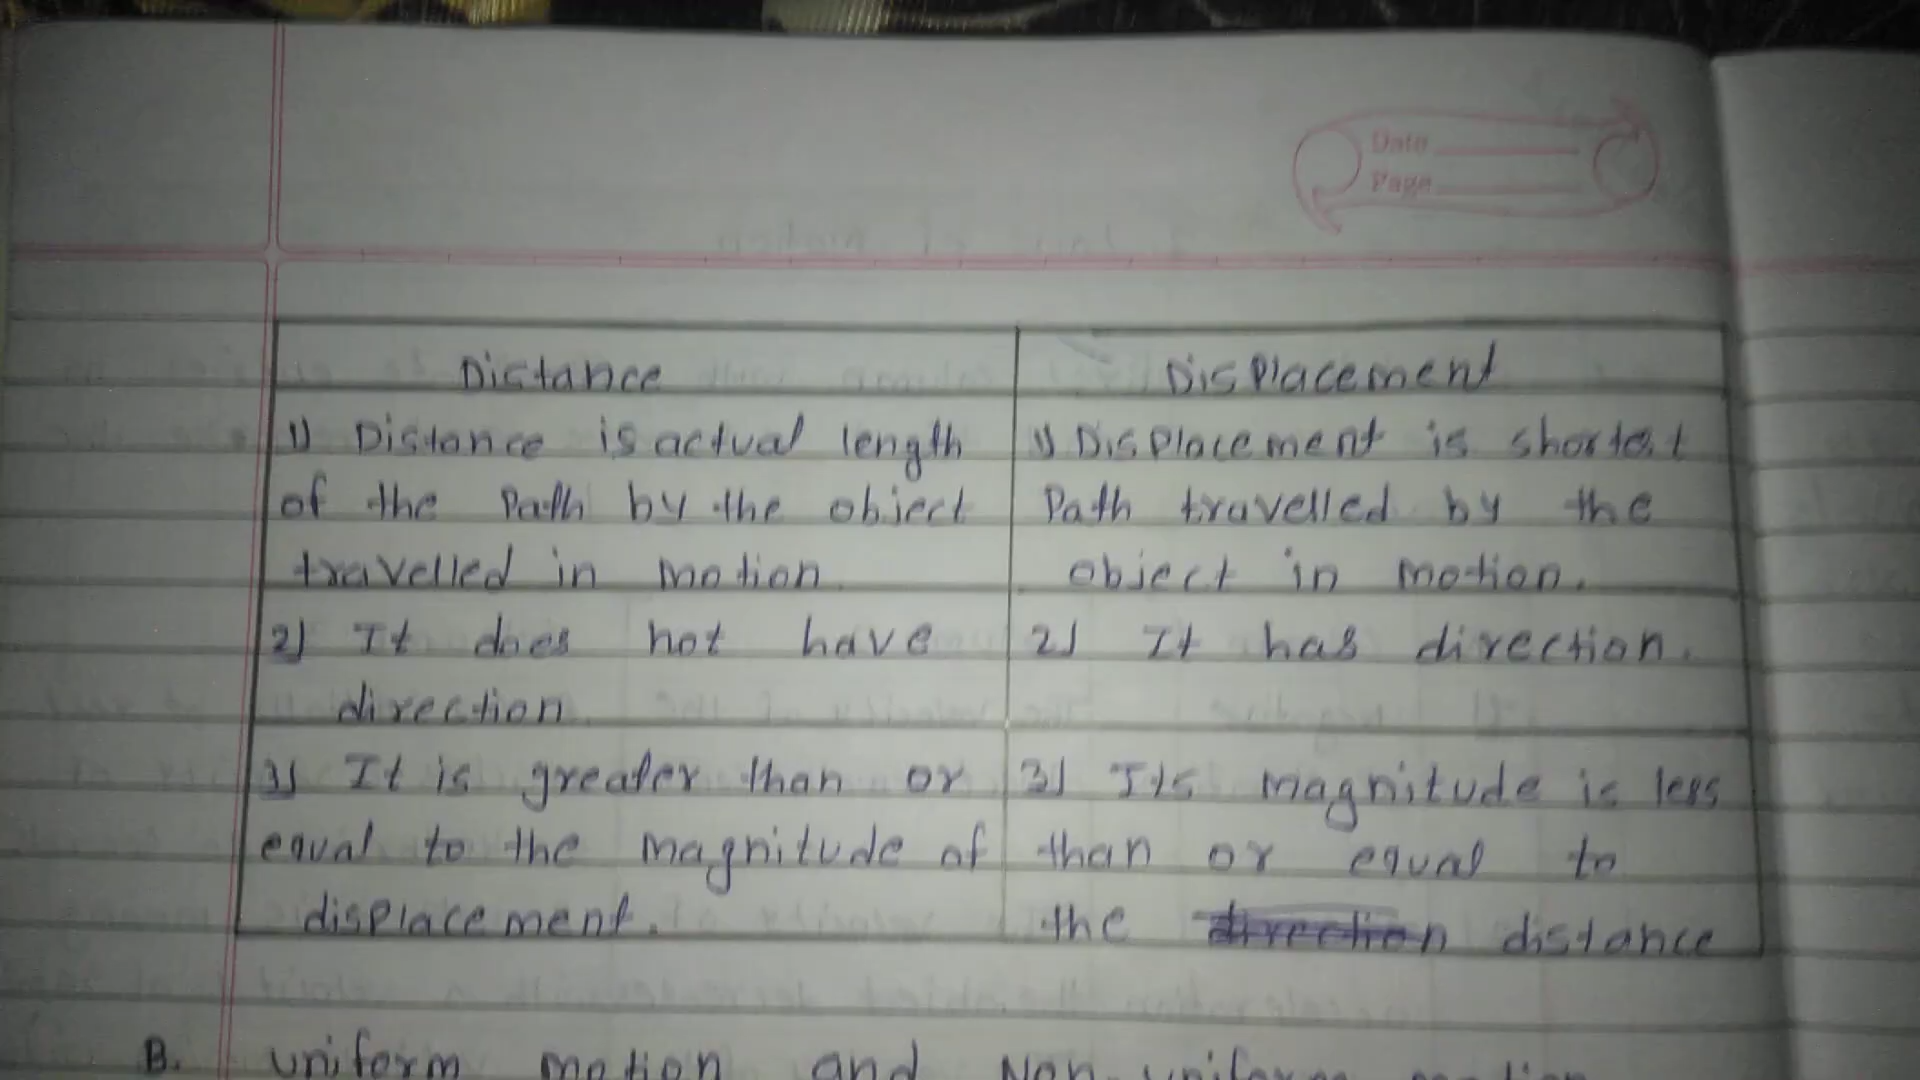 Date
Page
Distance
Displacement
1) Distance is actual length
of the Path by the object
travelled in motion.
1) Displacement is shortest
Path travelled by the
object in motion.
2) It does not have
direction.
2) It has direction.
3) It is greater than or
equal to the magnitude of
displacement.
3) Its magnitude is less
than or equal to
the direction distance
B. uniform motion and Non-uniform motion